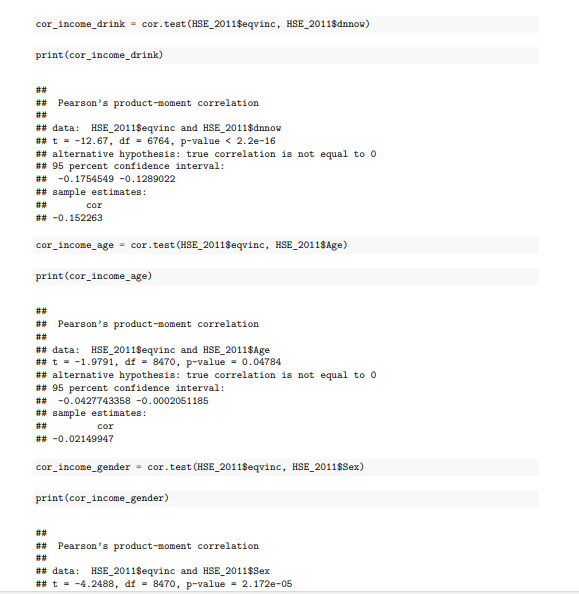 cor_income_drink = cor.test(HSE_2011$eqvinc, HSE_2011$dnnow)
print(cor_income_drink)
##
## Pearson's product-moment correlation
##
## data: HSE_2011$eqvinc and HSE_2011$dnnow
## t = -12.67, df = 6764, p-value < 2.2e-16
## alternative hypothesis: true correlation is not equal to 0
## 95 percent confidence interval:
## -0.1754549 -0.1289022
## sample estimates:
## cor
## -0.152263
cor_income_age = cor.test(HSE_2011$eqvinc, HSE_2011$Age)
print(cor_income_age)
##
## Pearson's product-moment correlation
##
## data: HSE_2011$eqvinc and HSE_2011$Age
## t = -1.9791, df = 8470, p-value = 0.04784
## alternative hypothesis: true correlation is not equal to 0
## 95 percent confidence interval:
## -0.0427743358 -0.0002051185
## sample estimates:
## cor
## -0.02149947
cor_income_gender = cor.test(HSE_2011$eqvinc, HSE_2011$Sex)
print(cor_income_gender)
##
## Pearson's product-moment correlation
##
## data: HSE_2011$eqvinc and HSE_2011$Sex
## t = -4.2488, df = 8470, p-value = 2.172e-05